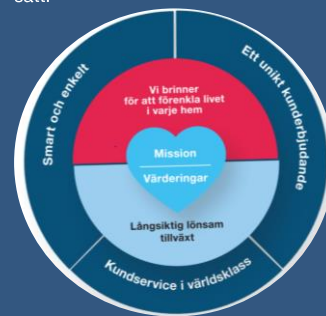 Smart och enkelt
Ett unikt kunderbjudande
Vi brinner
för att förenkla livet
i varje hem
Mission
Värderingar
Långsiktig lönsam
tillväxt
Kundservice i världsklass